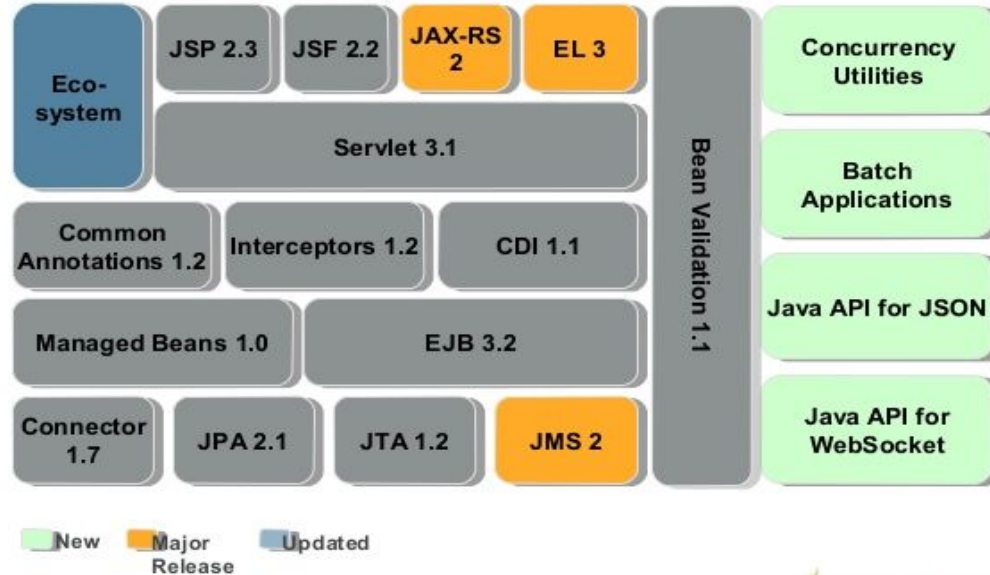 Eco-
system
JSP 2.3
JSF 2.2
JAX-RS
2
EL 3
Servlet 3.1
Common
Annotations 1.2
Interceptors 1.2
CDI 1.1
Managed Beans 1.0
EJB 3.2
Connector
1.7
JPA 2.1
JTA 1.2
JMS 2
Bean Validation 1.1
Concurrency
Utilities
Batch
Applications
Java API for JSON
Java API for
WebSocket
New
Major
Release
Updated